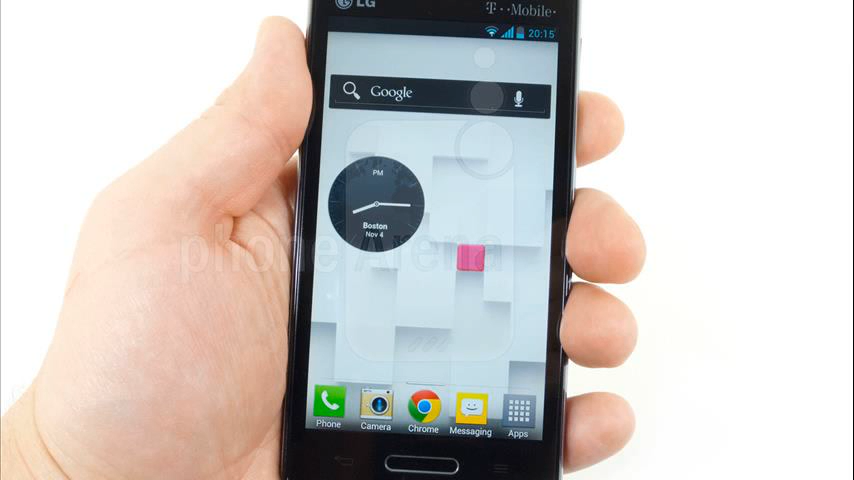 LG
T··Mobile·
20:15
Google
PM
Boston
Nov 4
phoneArena
Phone
Camera
Chrome
Messaging
Apps